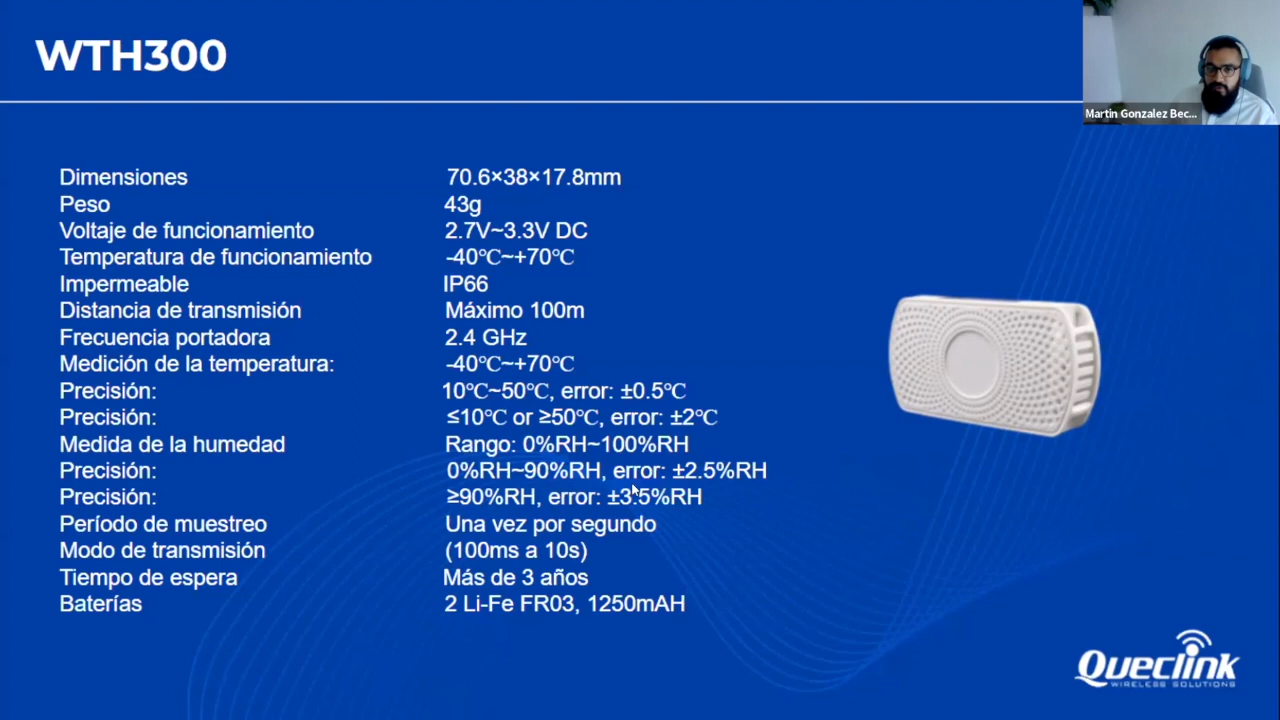 WTH300
Martin Gonzalez Bec...
Dimensiones 70.6×38×17.8mm
Peso 43g
Voltaje de funcionamiento 2.7V~3.3V DC
Temperatura de funcionamiento -40℃~+70℃
Impermeable IP66
Distancia de transmisión Máximo 100m
Frecuencia portadora 2.4 GHz
Medición de la temperatura: -40℃~+70℃
Precisión: 10℃~50℃, error: ±0.5℃
Precisión: ≤10℃ or ≥50℃, error: ±2℃
Medida de la humedad Rango: 0%RH~100%RH
Precisión: 0%RH~90%RH, error: ±2.5%RH
Precisión: ≥90%RH, error: ±3.5%RH
Período de muestreo Una vez por segundo
Modo de transmisión (100ms a 10s)
Tiempo de espera Más de 3 años
Baterías 2 Li-Fe FR03, 1250mAH
Queclink
WIRELESS SOLUTIONS